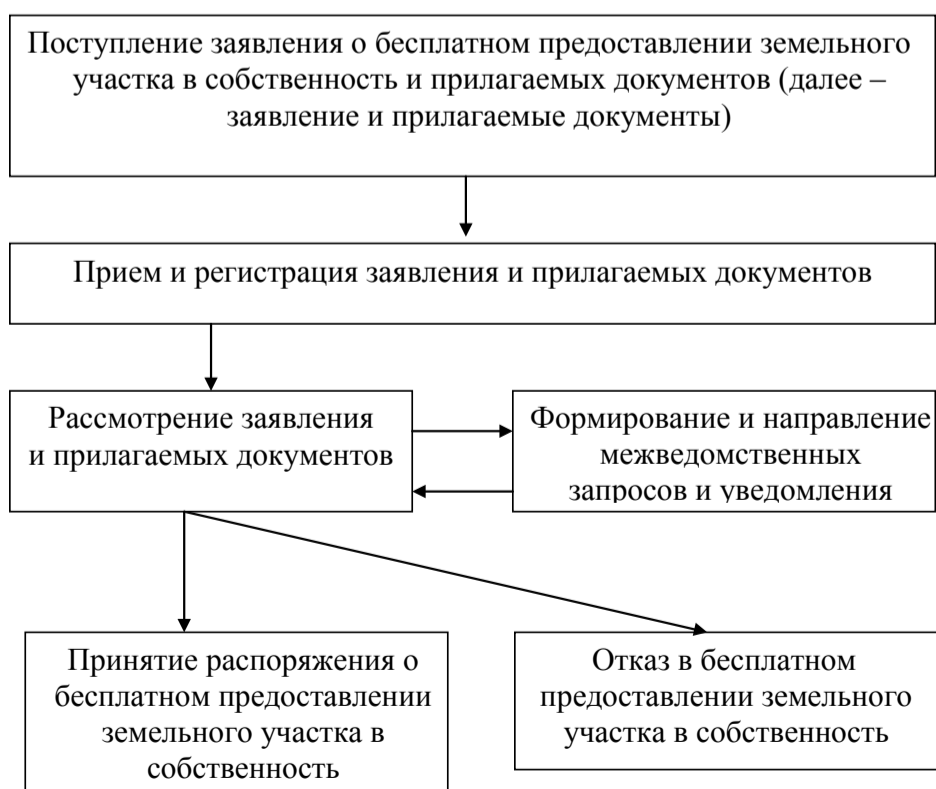 Поступление заявления о бесплатном предоставлении земельного
участка в собственность и прилагаемых документов (далее –
заявление и прилагаемые документы)
Прием и регистрация заявления и прилагаемых документов
Рассмотрение заявления
и прилагаемых документов
Формирование и направление
межведомственных
запросов и уведомления
Принятие распоряжения о
бесплатном предоставлении
земельного участка в
собственность
Отказ в бесплатном
предоставлении земельного
участка в собственность